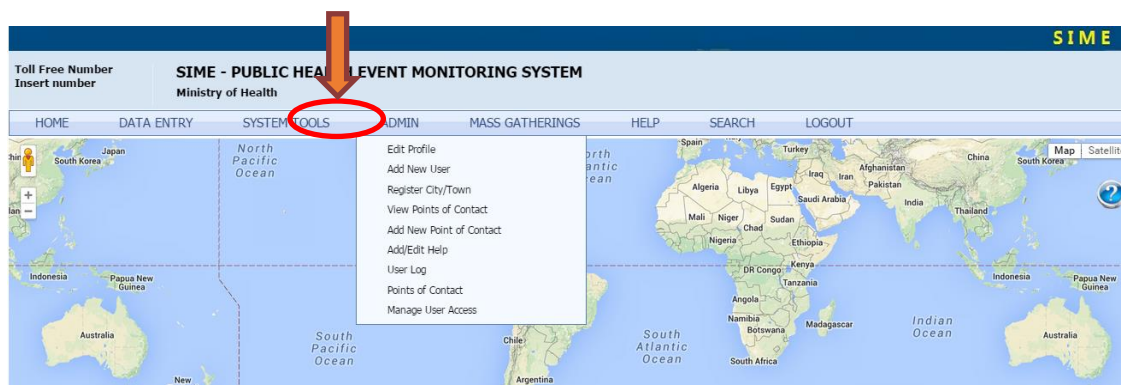 SIME
Toll Free Number
Insert number
SIME - PUBLIC HEALTH EVENT MONITORING SYSTEM
Ministry of Health
HOME DATA ENTRY SYSTEM TOOLS ADMIN MASS GATHERINGS HELP SEARCH LOGOUT
Edit Profile
Add New User
Register City/Town
View Points of Contact
Add New Point of Contact
Add/Edit Help
User Log
Points of Contact
Manage User Access
Map Satellite
South Korea
Japan
North
Pacific
Ocean
Indonesia
Papua New
Guinea
Australia
New
South
Pacific
Ocean
Chile
Argentina
South
Atlantic
Ocean
Spain
Turkey
Algeria
Libya
Egypt
Iraq
Iran
Afghanistan
Pakistan
Saudi Arabia
India
China
South Korea
Thailand
Mali
Niger
Chad
Sudan
Nigeria
Ethiopia
Kenya
DR Congo
Tanzania
Angola
Namibia
Botswana
Madagascar
South Africa
Indian
Ocean
Indonesia
Papua New
Guinea
Australia